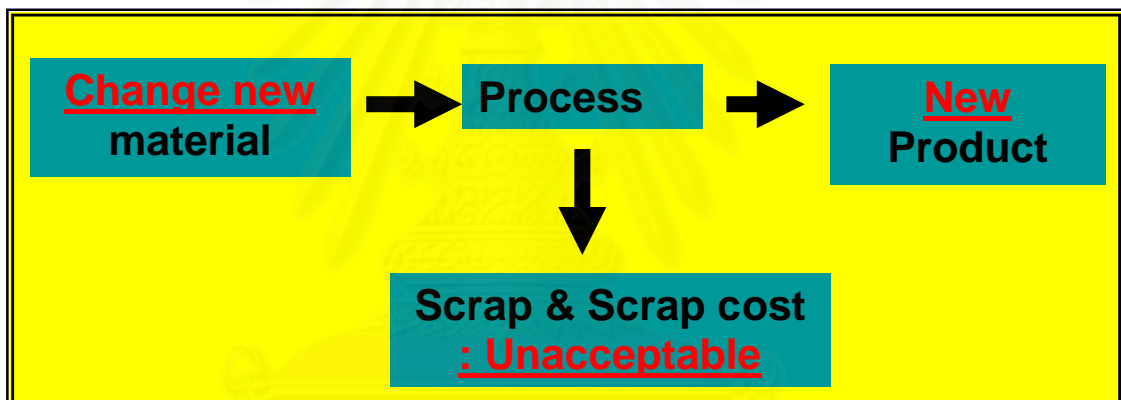 Change new
material
Process
New
Product
Scrap & Scrap cost
: Unacceptable